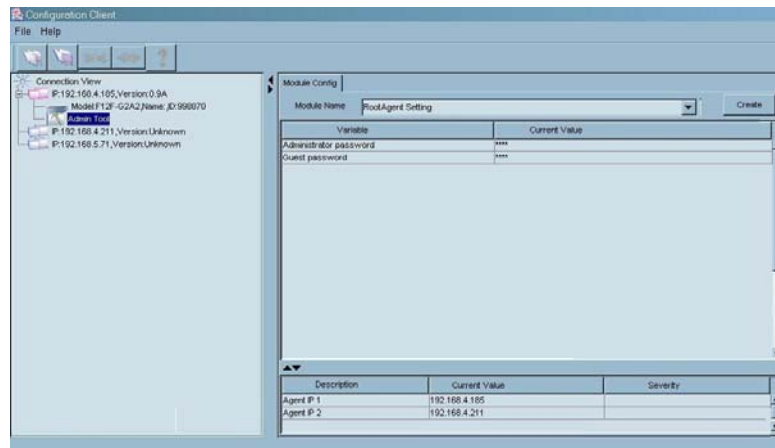 Configuration Client
File Help
?
Connection View
IP:192.168.4.185,Version:0.9A
Model:F12F-G2A2,Name: ,ID:998870
Admin Tool
IP:192.168.4.211,Version:Unknown
IP:192.168.5.71,Version:Unknown
Module Config
Module Name RootAgent Setting Create
Variable Current Value
Administrator password ****
Guest password ****
Description Current Value Severity
Agent IP 1 192.168.4.185
Agent IP 2 192.168.4.211